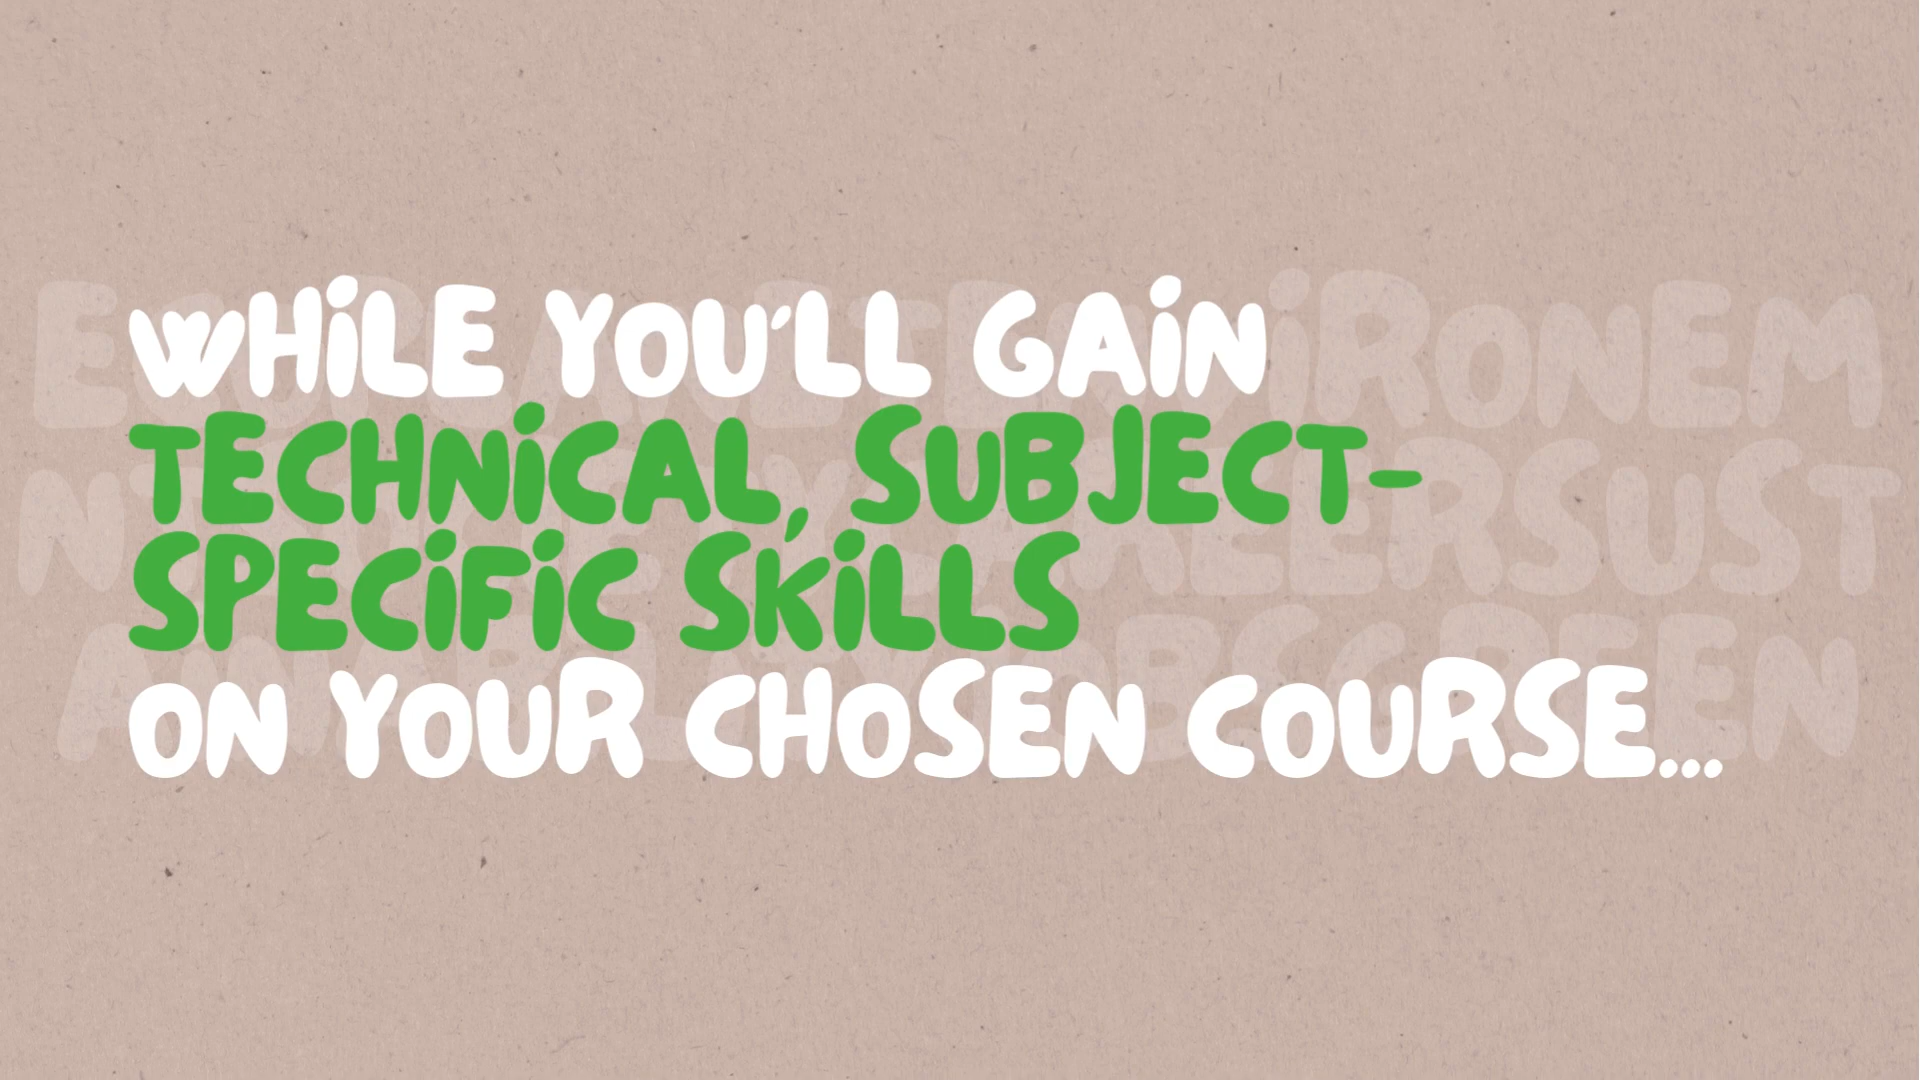 WHILE YOU'LL GAIN
TECHNICAL, SUBJECT-
SPECIFIC SKILLS
ON YOUR CHOSEN COURSE...